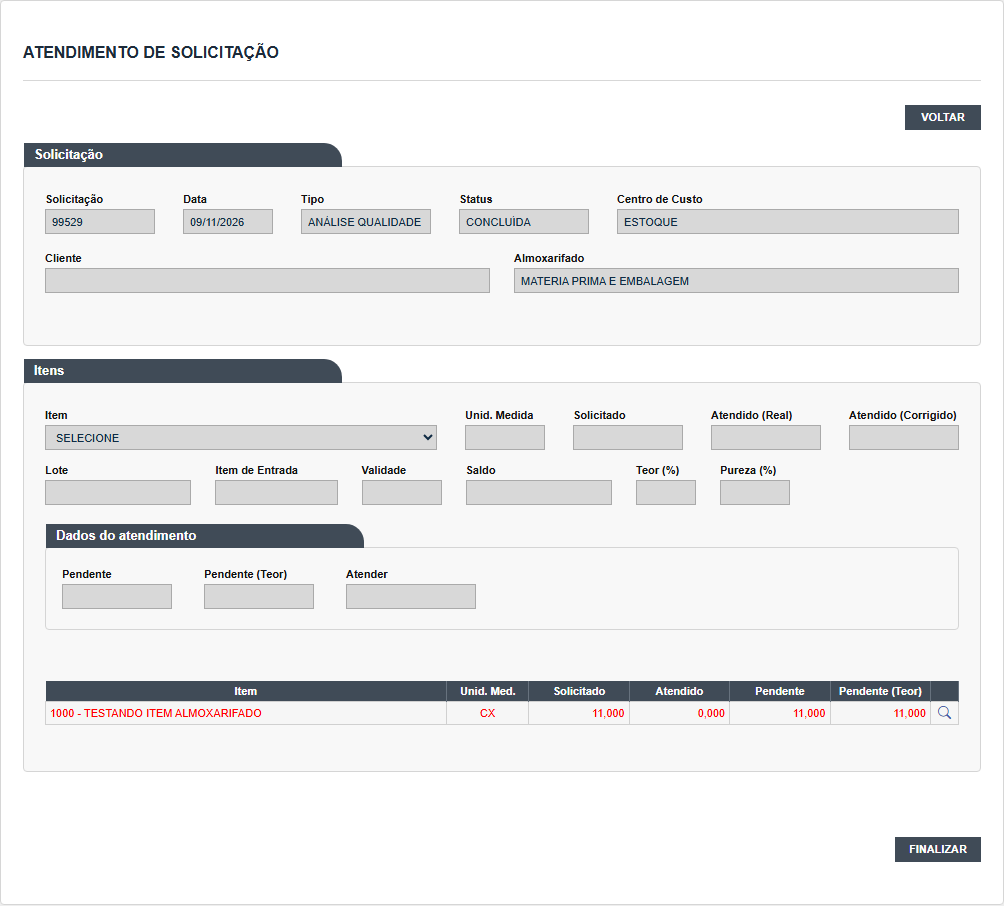 ATENDIMENTO DE SOLICITAÇÃO
VOLTAR
Solicitação
Solicitação Data Tipo Status Centro de Custo
99529 09/11/2026 ANÁLISE QUALIDADE CONCLUÍDA ESTOQUE
Cliente Almoxarifado
MATERIA PRIMA E EMBALAGEM
Itens
Item Unid. Medida Solicitado Atendido (Real) Atendido (Corrigido)
SELECIONE
Lote Item de Entrada Validade Saldo Teor (%) Pureza (%)
Dados do atendimento
Pendente Pendente (Teor) Atender
Item Unid. Med. Solicitado Atendido Pendente Pendente (Teor)
1000 - TESTANDO ITEM ALMOXARIFADO CX 11,000 0,000 11,000 11,000
FINALIZAR